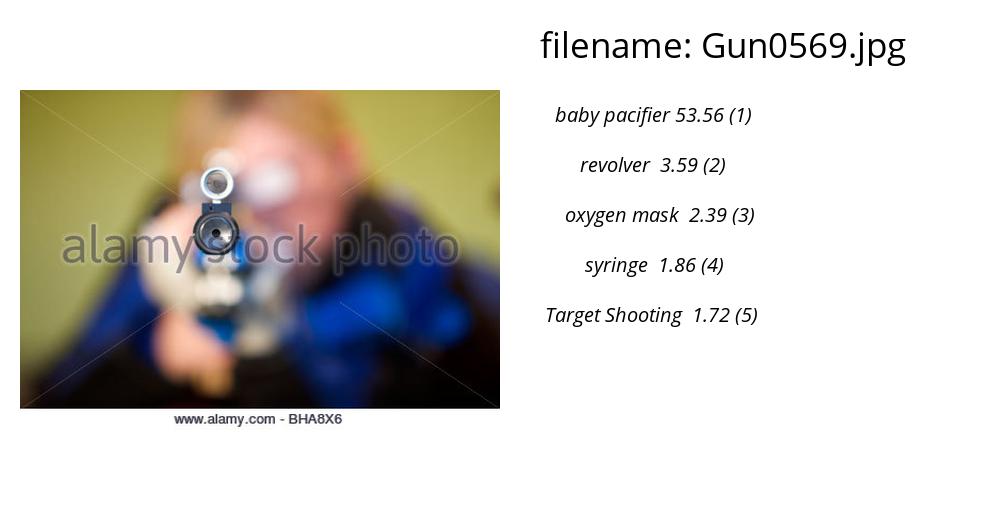 filename: Gun0569.jpg
baby pacifier 53.56 (1)
revolver 3.59 (2)
oxygen mask 2.39 (3)
syringe 1.86 (4)
Target Shooting 1.72 (5)
alamy stock photo
www.alamy.com - BHA8X6